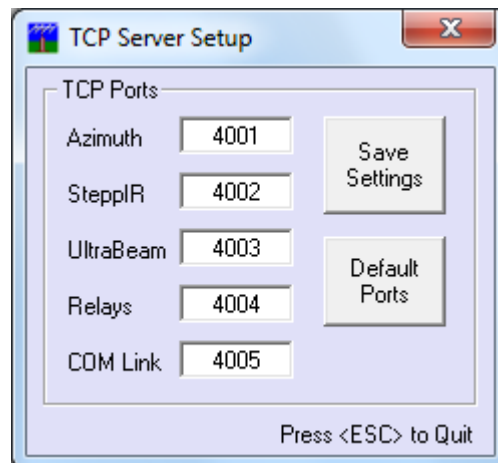 TCP Server Setup
TCP Ports
Azimuth 4001
SteppIR 4002
UltraBeam 4003
Relays 4004
COM Link 4005
Save
Settings
Default
Ports
Press <ESC> to Quit